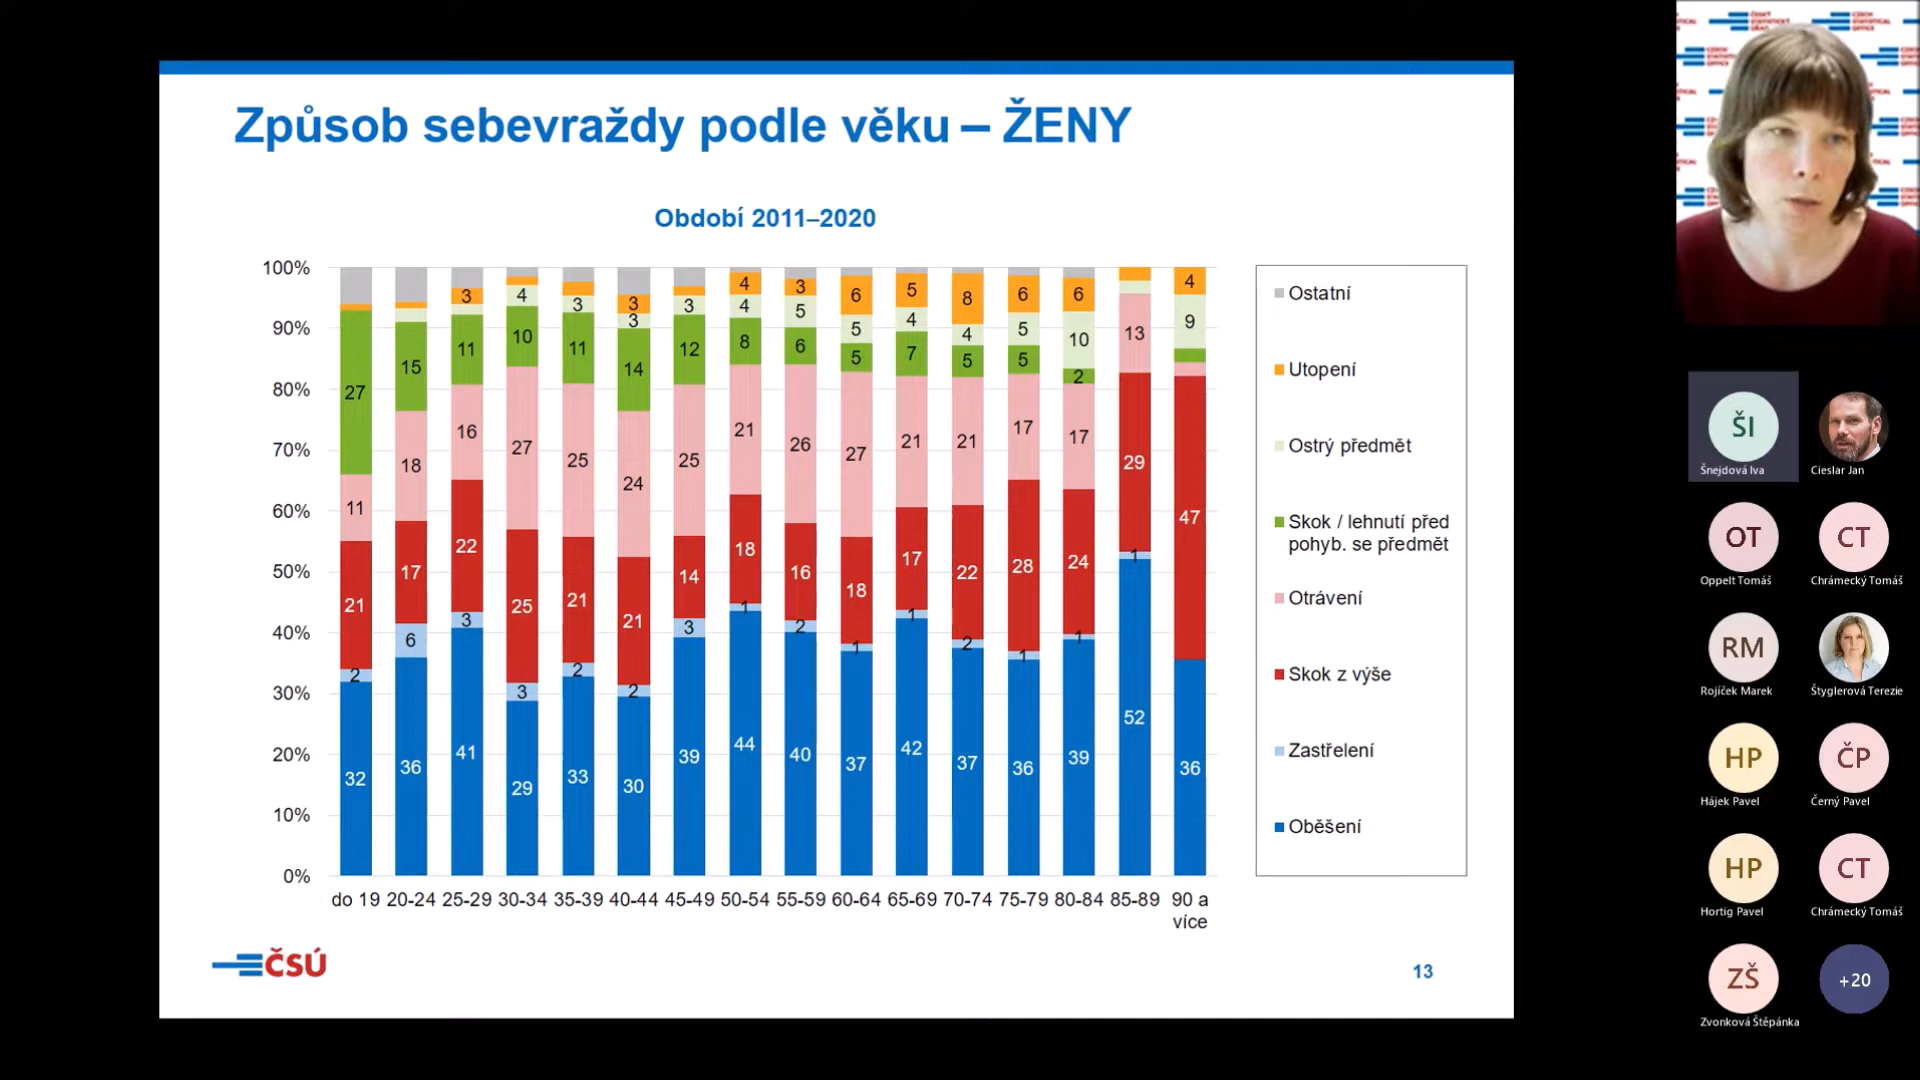 Způsob sebevraždy podle věku – ŽENY
Období 2011–2020
100%
90%
80%
70%
60%
50%
40%
30%
20%
10%
0%
27
11
21
2
32
15
18
17
6
36
3
11
16
22
3
41
4
10
27
25
3
29
3
11
25
21
2
33
3
3
14
24
21
2
30
3
12
25
14
3
39
4
4
8
21
18
1
44
3
5
6
26
16
2
40
6
5
5
27
18
1
37
5
4
7
21
17
1
42
8
4
5
21
22
2
37
6
5
5
17
28
1
36
6
10
2
17
24
1
39
13
29
1
52
4
9
47
36
do 19 20-24 25-29 30-34 35-39 40-44 45-49 50-54 55-59 60-64 65-69 70-74 75-79 80-84 85-89 90 a
více
Ostatní
Utopení
Ostrý předmět
Skok / lehnutí před
pohyb. se předmět
Otrávení
Skok z výše
Zastřelení
Oběšení
ČSÚ
13
ČESKÝ
STATISTICKÝ
ÚŘAD
CZECH
STATISTICAL
OFFICE
ŠI
Šnejdová Iva
Cieslar Jan
OT
Oppelt Tomáš
CT
Chrámecký Tomáš
RM
Rojíček Marek
Štyglerová Terezie
HP
Hájek Pavel
ČP
Černý Pavel
HP
Hortig Pavel
CT
Chrámecký Tomáš
ZŠ
Zvonková Štěpánka
+20